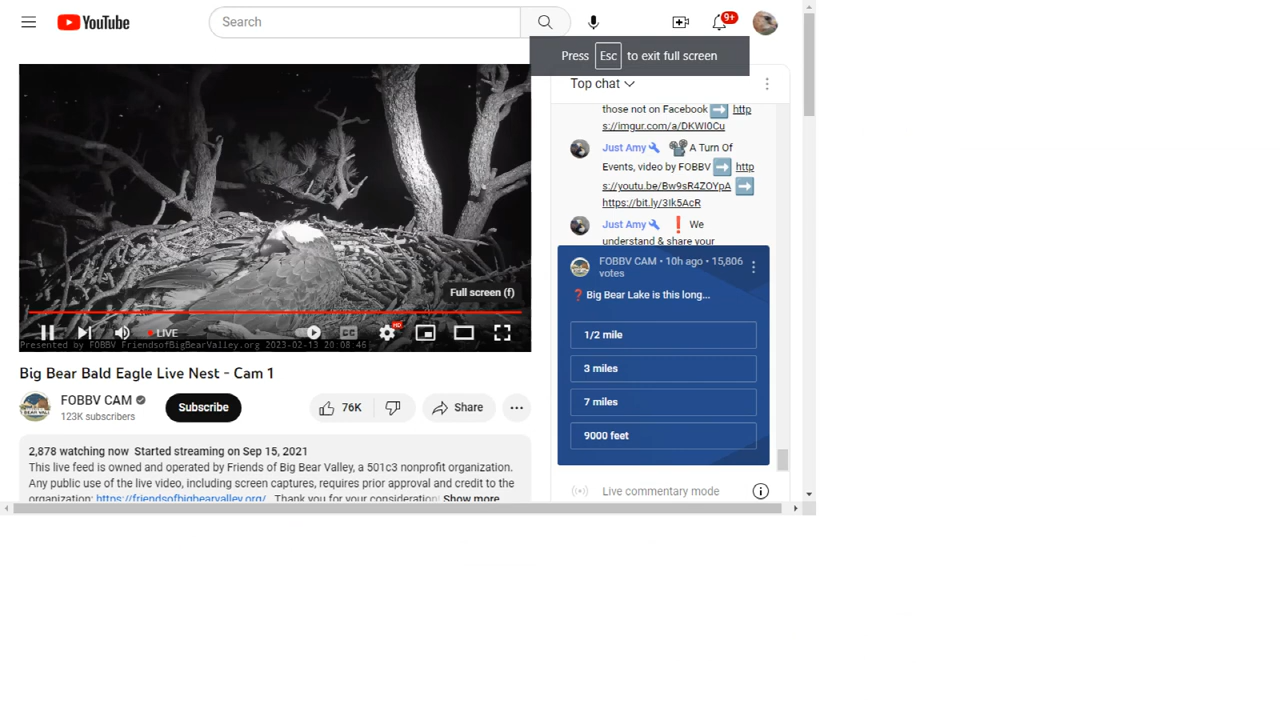 YouTube
Search
9+
Press Esc to exit full screen
Top chat
those not on Facebook ➡ http
s://imgur.com/a/DKWI0Cu
Just Amy 🔧 📽 A Turn Of
Events, video by FOBBV ➡ http
s://youtu.be/Bw9sR4ZOYpA ➡
https://bit.ly/3Ik5AcR
Just Amy 🔧 ❗ We
understand & share your
FOBBV CAM • 10h ago • 15,806
votes
❓Big Bear Lake is this long...
1/2 mile
3 miles
7 miles
9000 feet
Live commentary mode
Full screen (f)
LIVE
CC
HD
Presented by FOBBV FriendsofBigBearValley.org 2023-02-13 20:08:46
Big Bear Bald Eagle Live Nest - Cam 1
FOBBV CAM
123K subscribers
Subscribe
76K
Share
2,878 watching now Started streaming on Sep 15, 2021
This live feed is owned and operated by Friends of Big Bear Valley, a 501c3 nonprofit organization.
Any public use of the live video, including screen captures, requires prior approval and credit to the
organization: https://friendsofbigbearvalley.org/ . Thank you for your consideration Show more